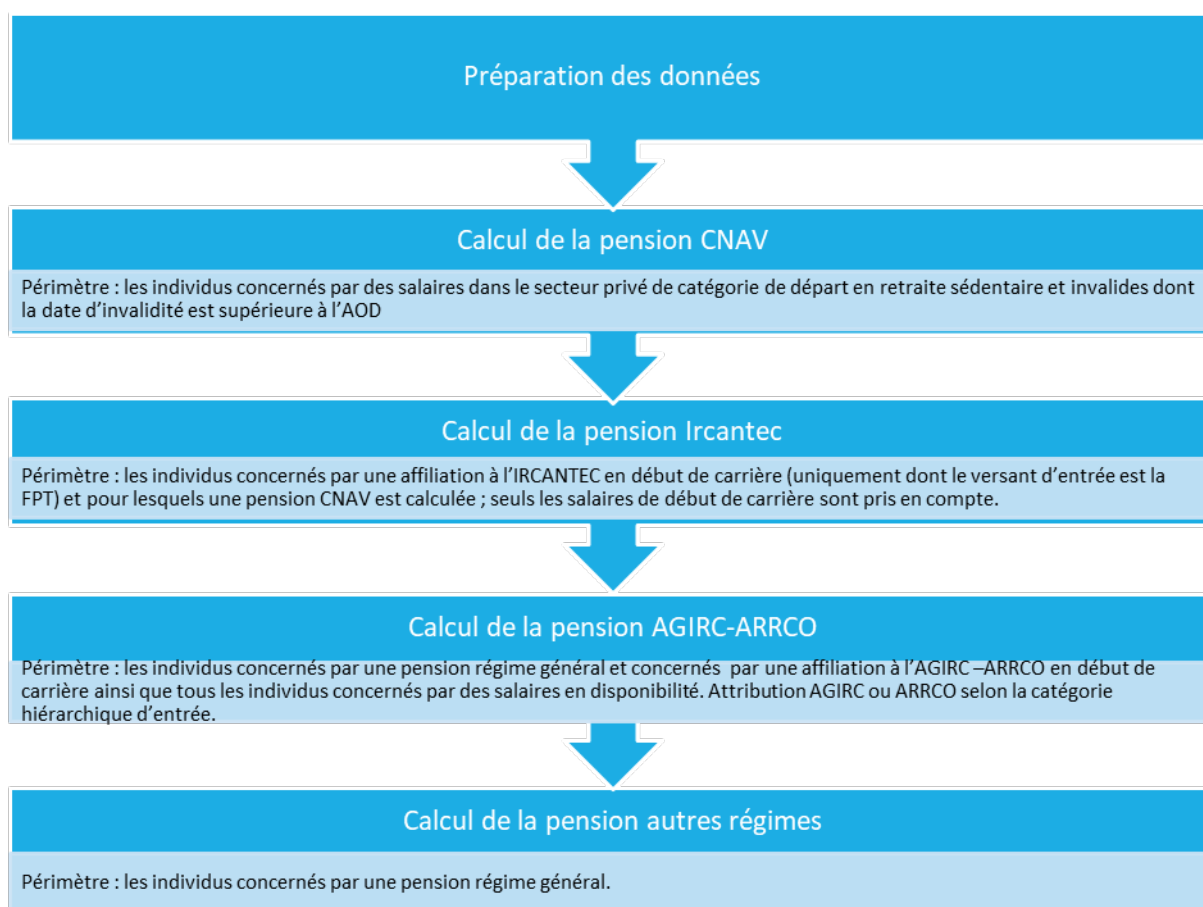 Préparation des données
Calcul de la pension CNAV
Périmètre : les individus concernés par des salaires dans le secteur privé de catégorie de départ en retraite sédentaire et invalides dont
la date d’invalidité est supérieure à l’AOD
Calcul de la pension Ircantec
Périmètre : les individus concernés par une affiliation à l’IRCANTEC en début de carrière (uniquement dont le versant d’entrée est la
FPT) et pour lesquels une pension CNAV est calculée ; seuls les salaires de début de carrière sont pris en compte.
Calcul de la pension AGIRC-ARRCO
Périmètre : les individus concernés par une pension régime général et concernés  par une affiliation à l’AGIRC –ARRCO en début de
carrière ainsi que tous les individus concernés par des salaires en disponibilité. Attribution AGIRC ou ARRCO selon la catégorie
hiérarchique d’entrée.
Calcul de la pension autres régimes
Périmètre : les individus concernés par une pension régime général.